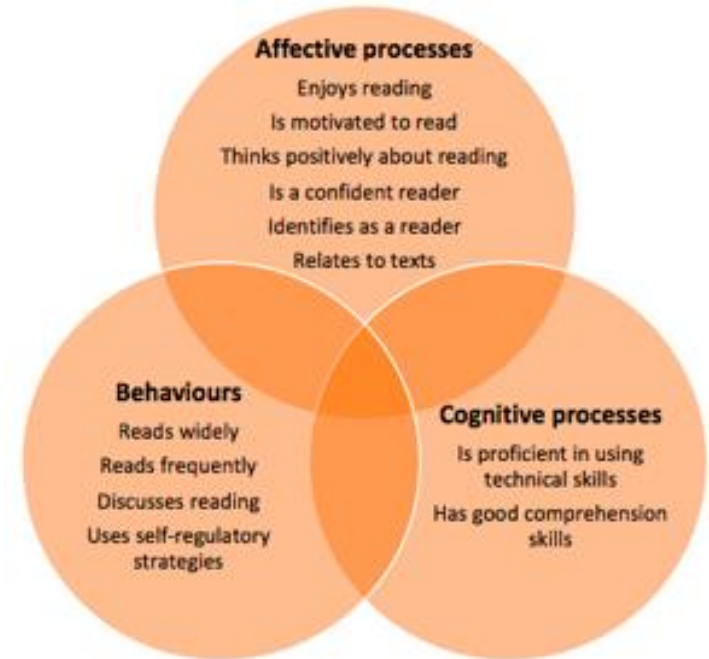 Affective processes
Enjoys reading
Is motivated to read
Thinks positively about reading
Is a confident reader
Identifies as a reader
Relates to texts
Behaviours
Reads widely
Reads frequently
Discusses reading
Uses self-regulatory
strategies
Cognitive processes
Is proficient in using
technical skills
Has good comprehension
skills